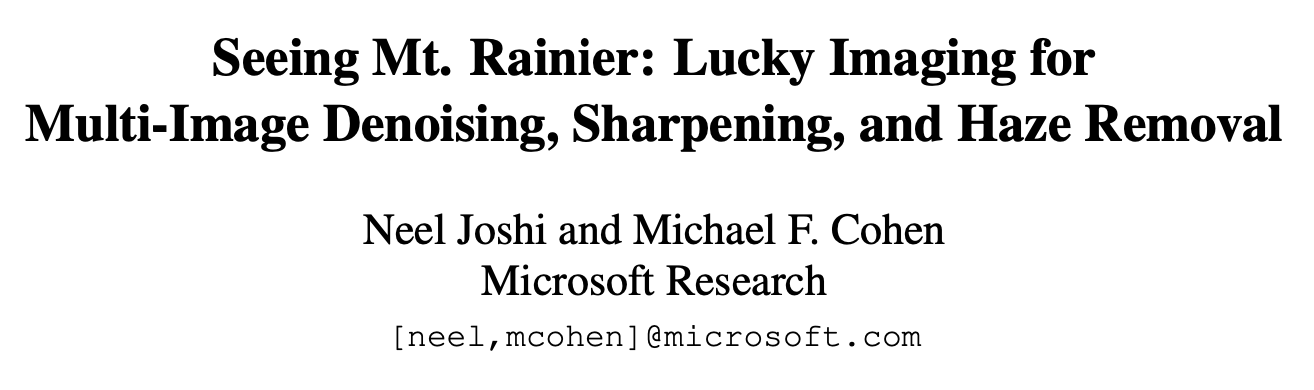 Seeing Mt. Rainier: Lucky Imaging for
Multi-Image Denoising, Sharpening, and Haze Removal
Neel Joshi and Michael F. Cohen
Microsoft Research
[neel,mcohen]@microsoft.com